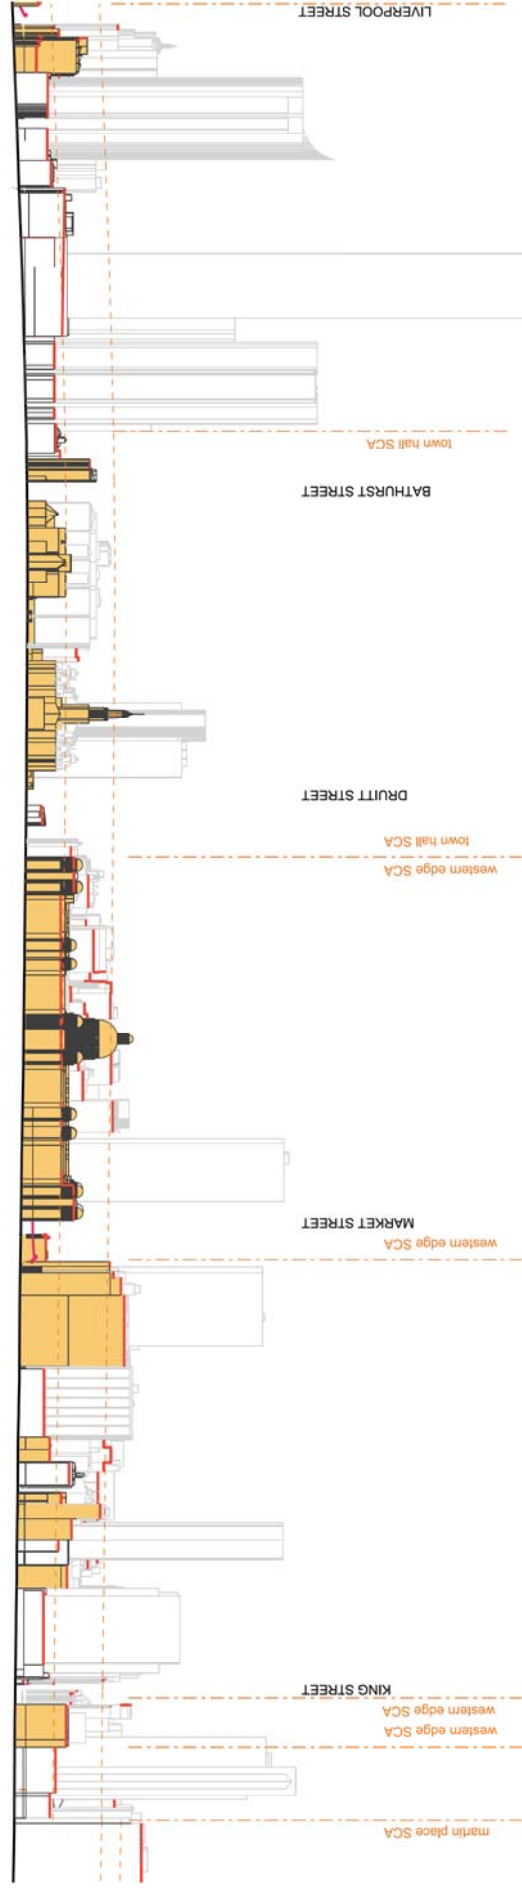 LIVERPOOL STREET
town hall SCA
BATHURST STREET
DRUITT STREET
town hall SCA
western edge SCA
MARKET STREET
western edge SCA
KING STREET
western edge SCA
western edge SCA
martin place SCA